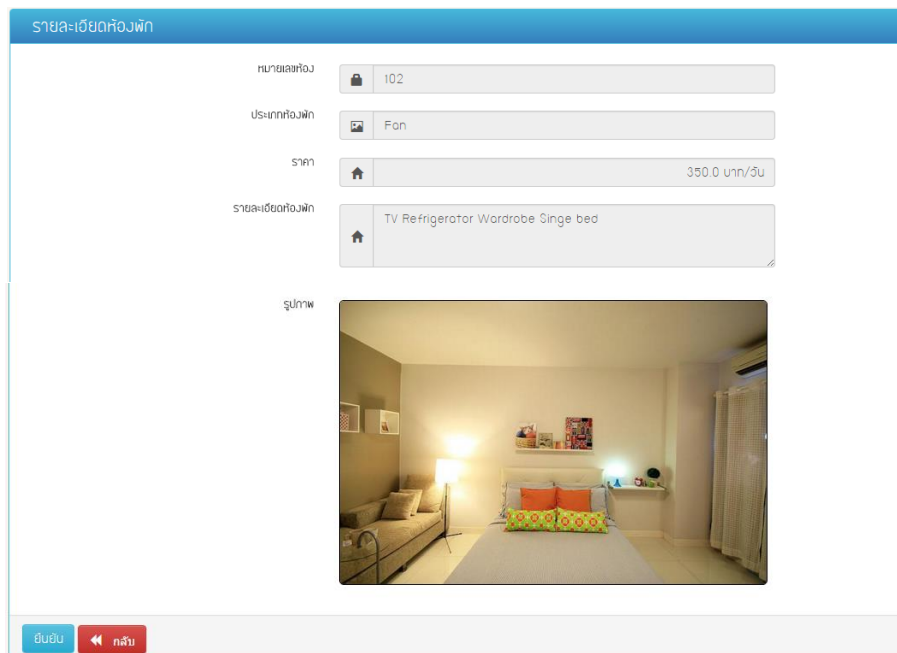 รายละเอียดห้องพัก
หมายเลขห้อง
102
ประเภทห้องพัก
Fan
ราคา
350.0 บาท/วัน
รายละเอียดห้องพัก
TV Refrigerator Wardrobe Singe bed
รูปภาพ
ยืนยัน
กลับ